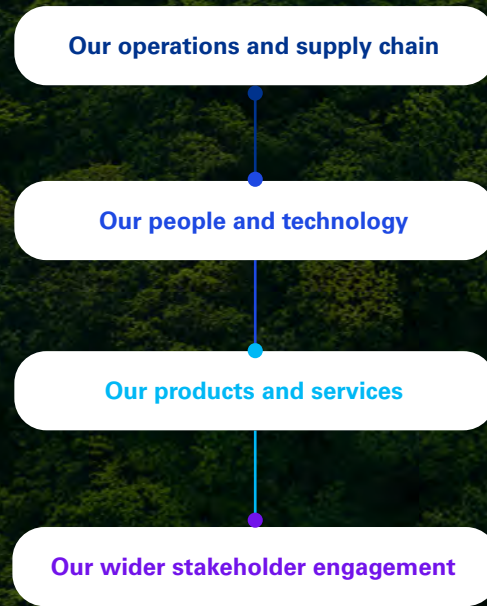 Our operations and supply chain
Our people and technology
Our products and services
Our wider stakeholder engagement